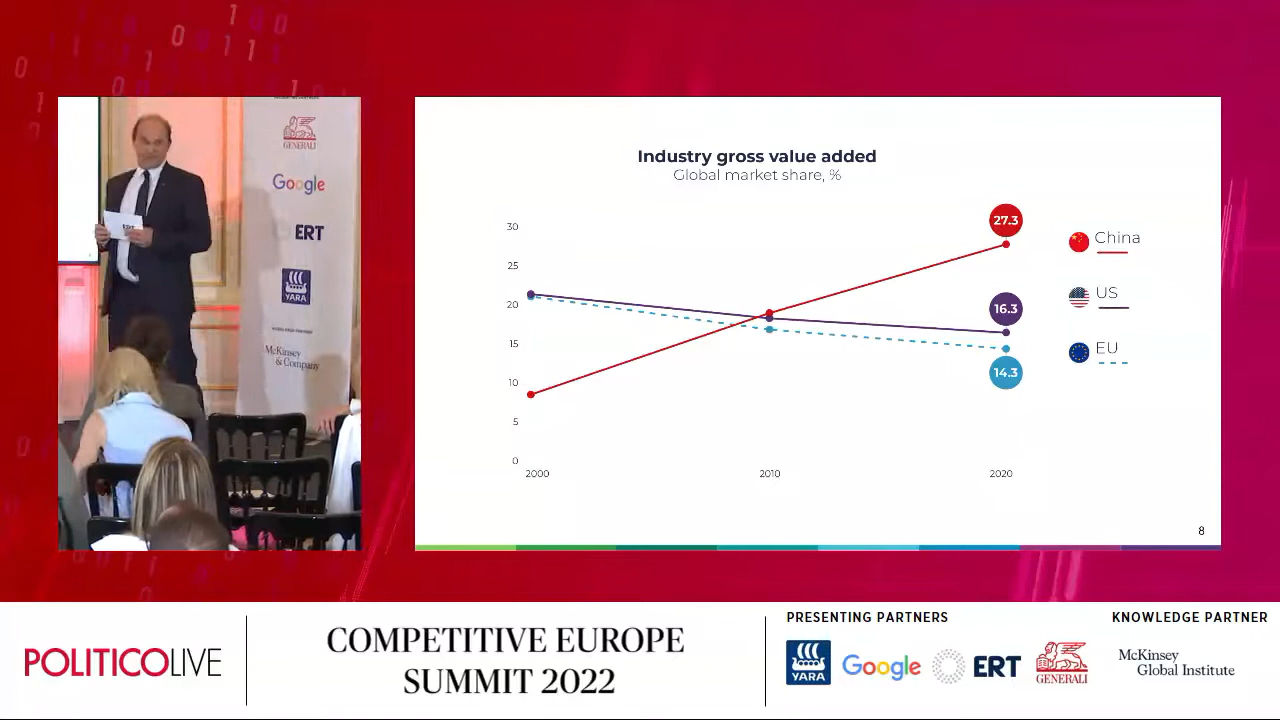 GENERALI
Google
ERT
YARA
McKinsey
& Company
Industry gross value added
Global market share, %
30
25
20
15
10
5
0
2000
2010
2020
27.3
16.3
14.3
China
US
EU
8
POLITICOLIVE
COMPETITIVE EUROPE
SUMMIT 2022
PRESENTING PARTNERS
YARA
Google
ERT
GENERALI
KNOWLEDGE PARTNER
McKinsey
Global Institute